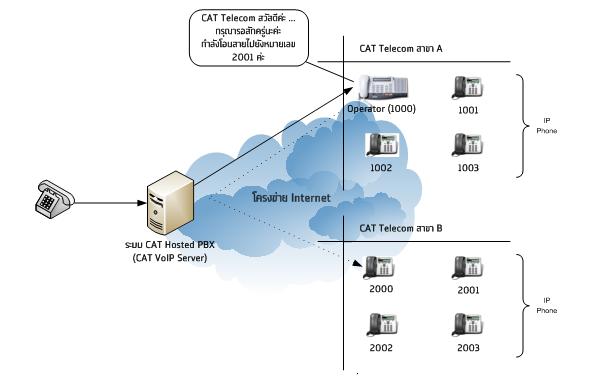 CAT Telecom สวัสดีค่ะ ...
กรุณารอสักครู่นะค่ะ
กำลังโอนสายไปยังหมายเลข
2001 ค่ะ
CAT Telecom สาขา A
Operator (1000)
1001
1002
1003
IP
Phone
โครงข่าย Internet
ระบบ CAT Hosted PBX
(CAT VoIP Server)
CAT Telecom สาขา B
2000
2001
2002
2003
IP
Phone